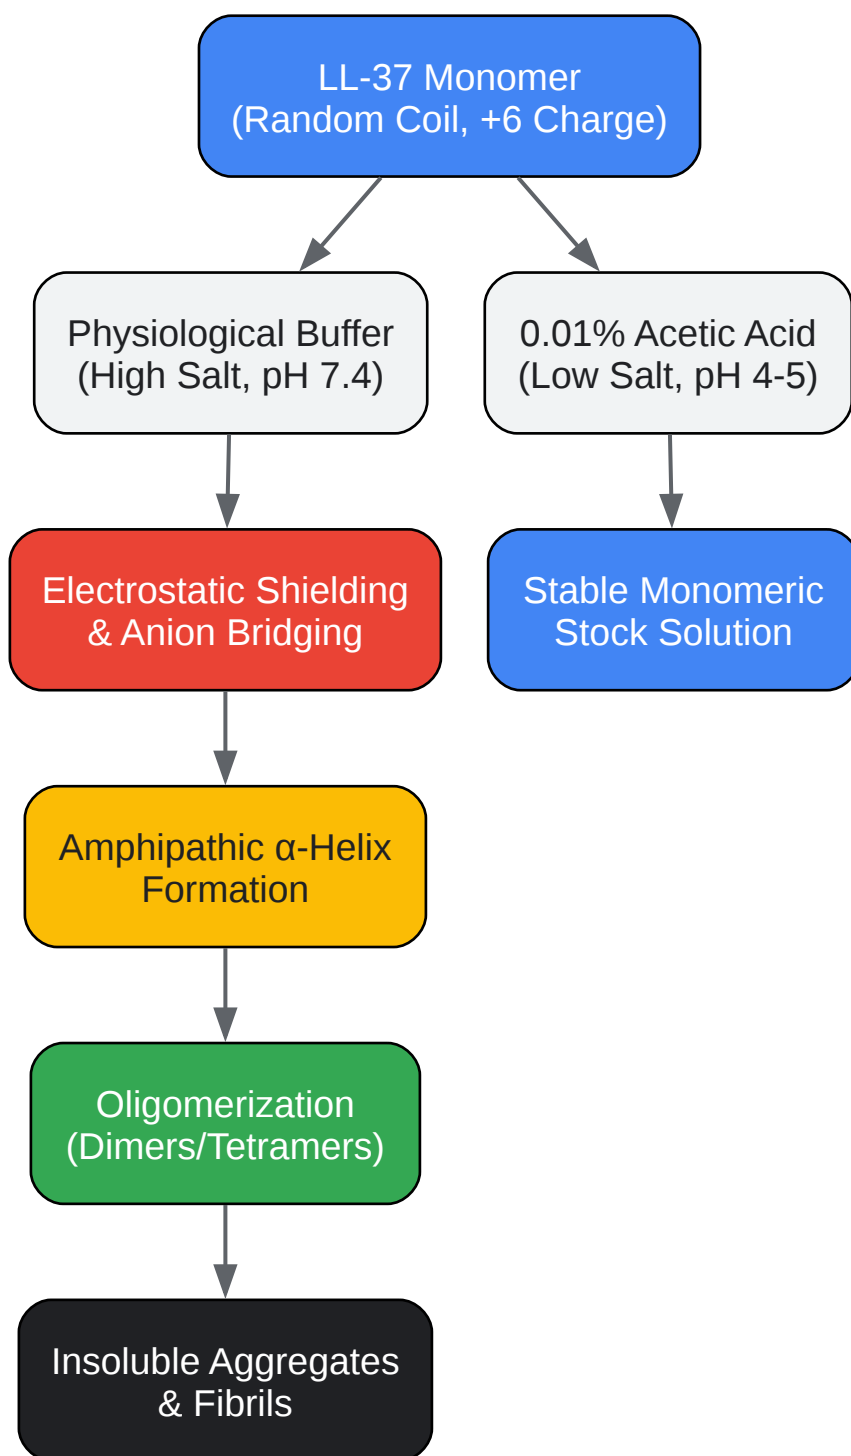 LL-37 Monomer
(Random Coil, +6 Charge)
Physiological Buffer
(High Salt, pH 7.4)
0.01% Acetic Acid
(Low Salt, pH 4-5)
Electrostatic Shielding
& Anion Bridging
Stable Monomeric
Stock Solution
Amphipathic α-Helix
Formation
Oligomerization
(Dimers/Tetramers)
Insoluble Aggregates
& Fibrils